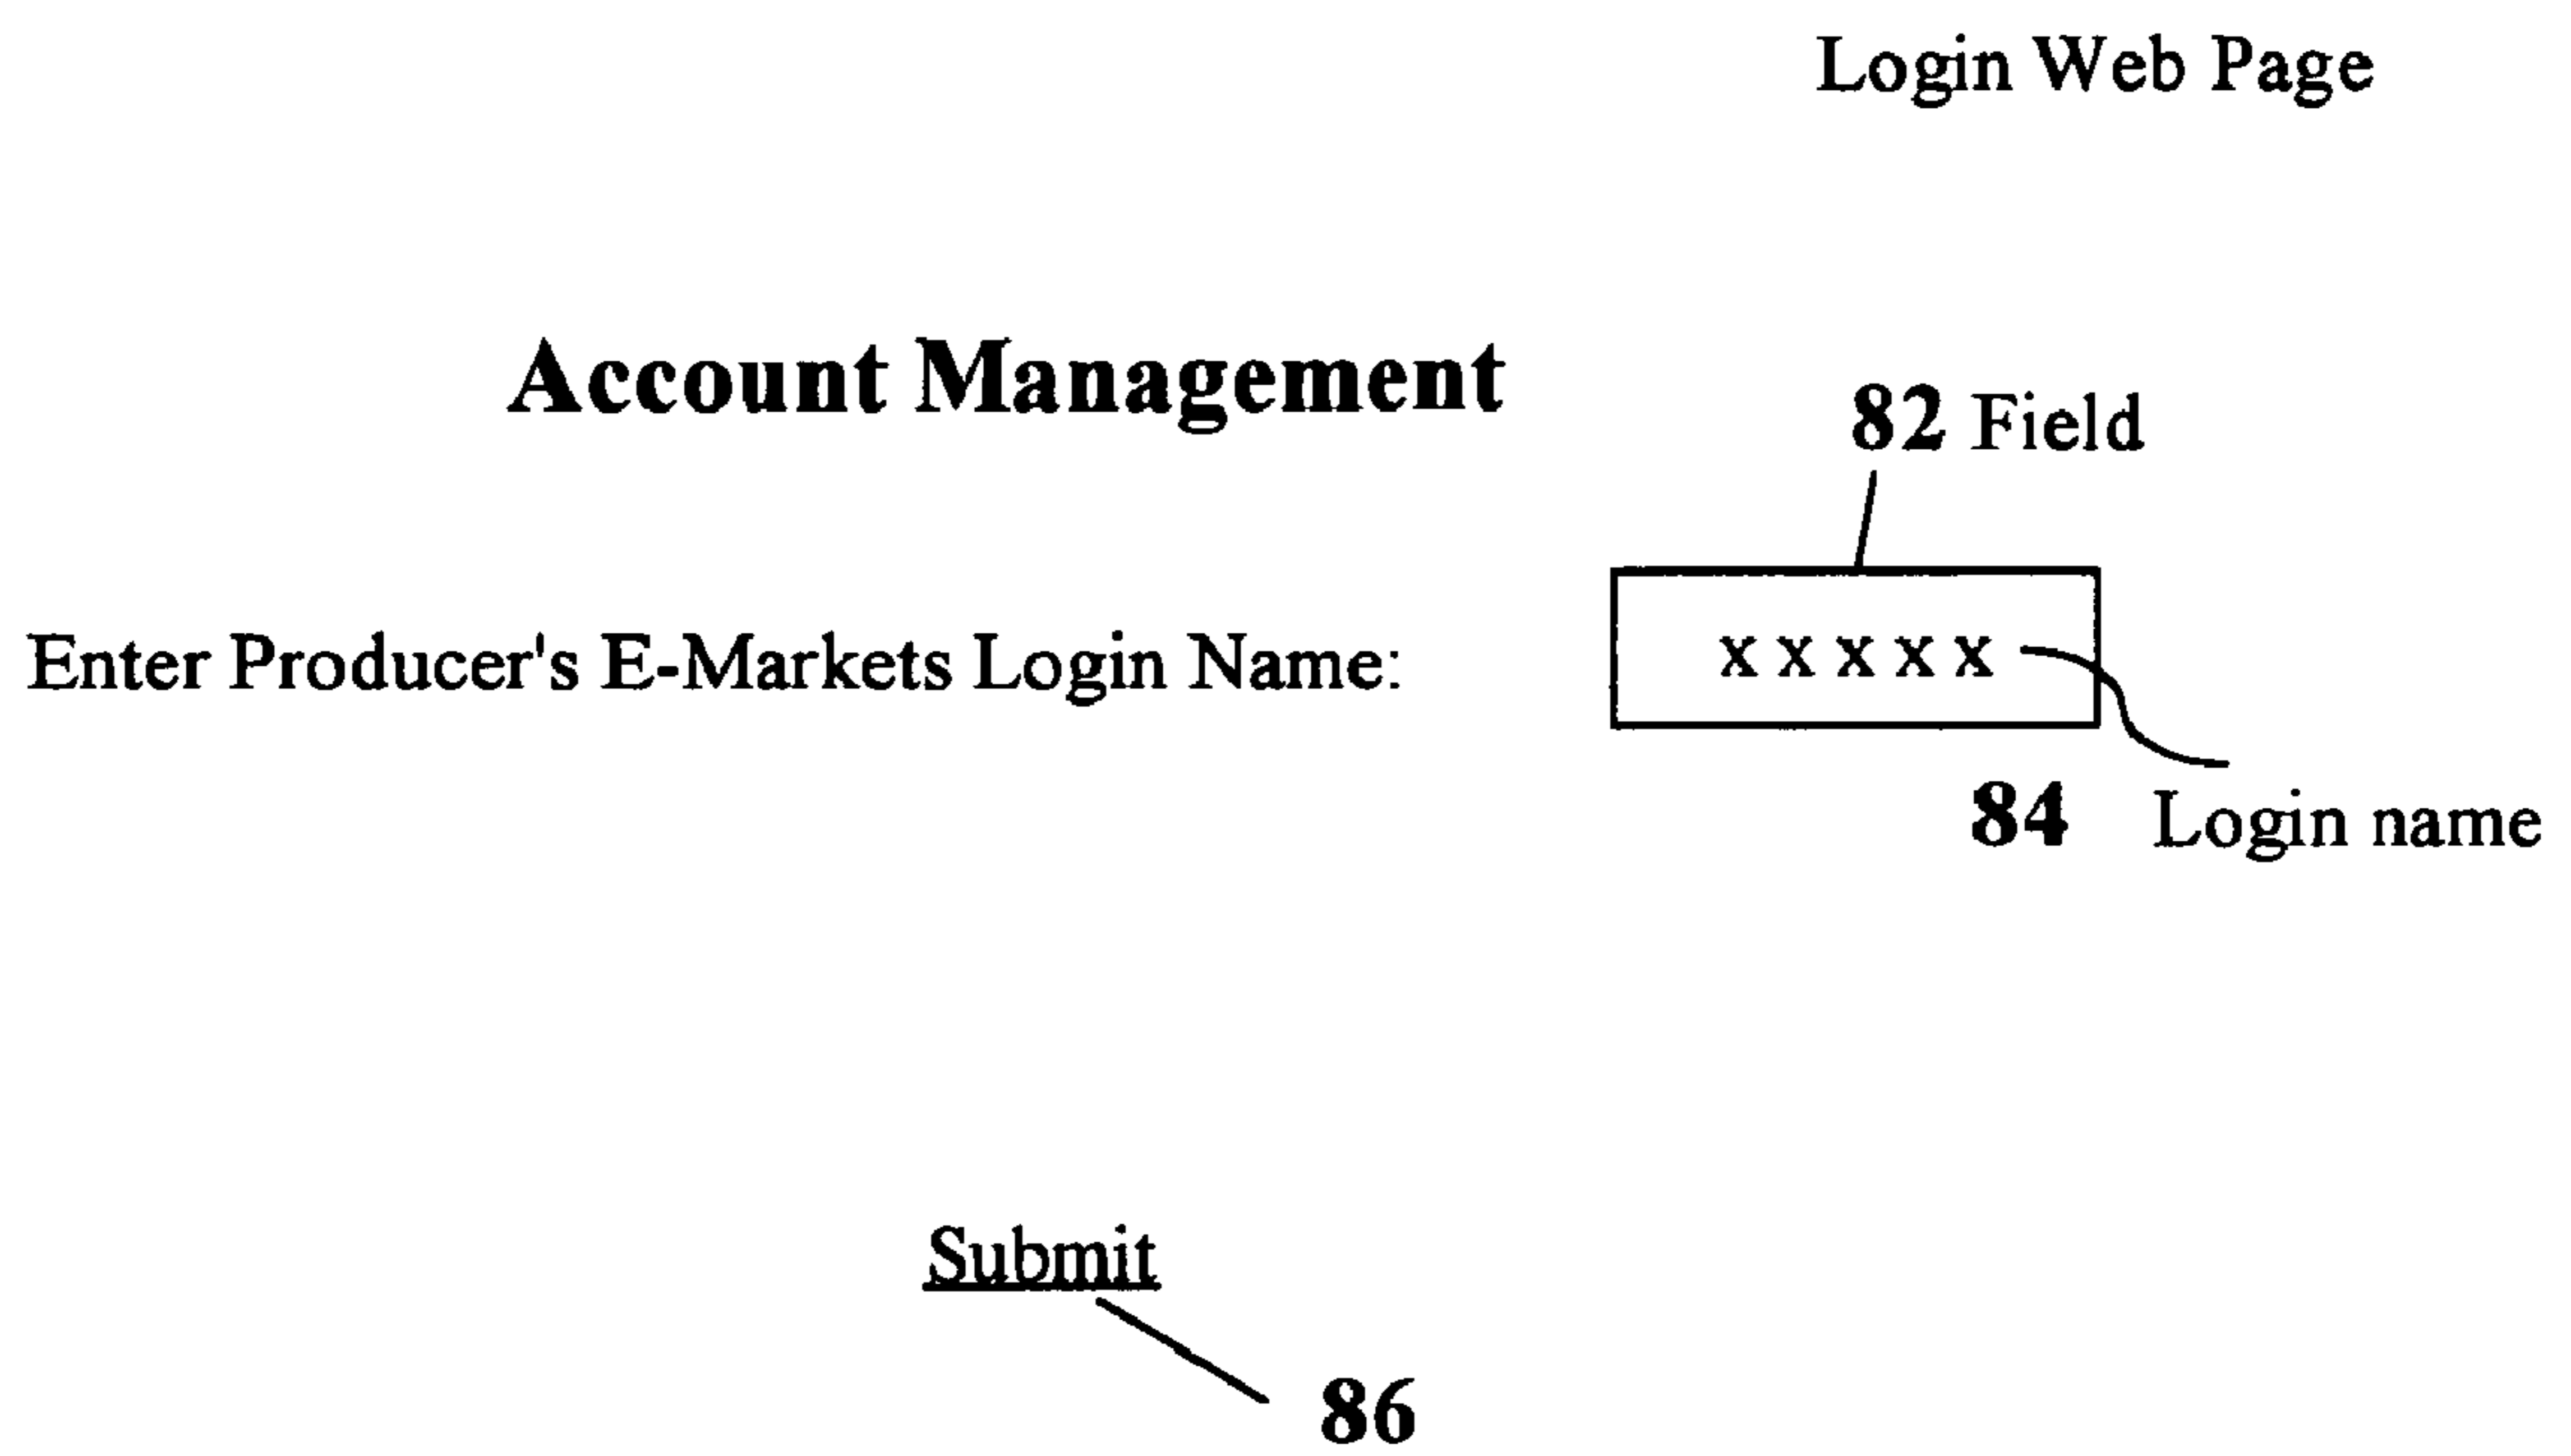 Login Web Page
Account Management
82 Field
Enter Producer's E-Markets Login Name:
x x x x x
84 Login name
Submit
86